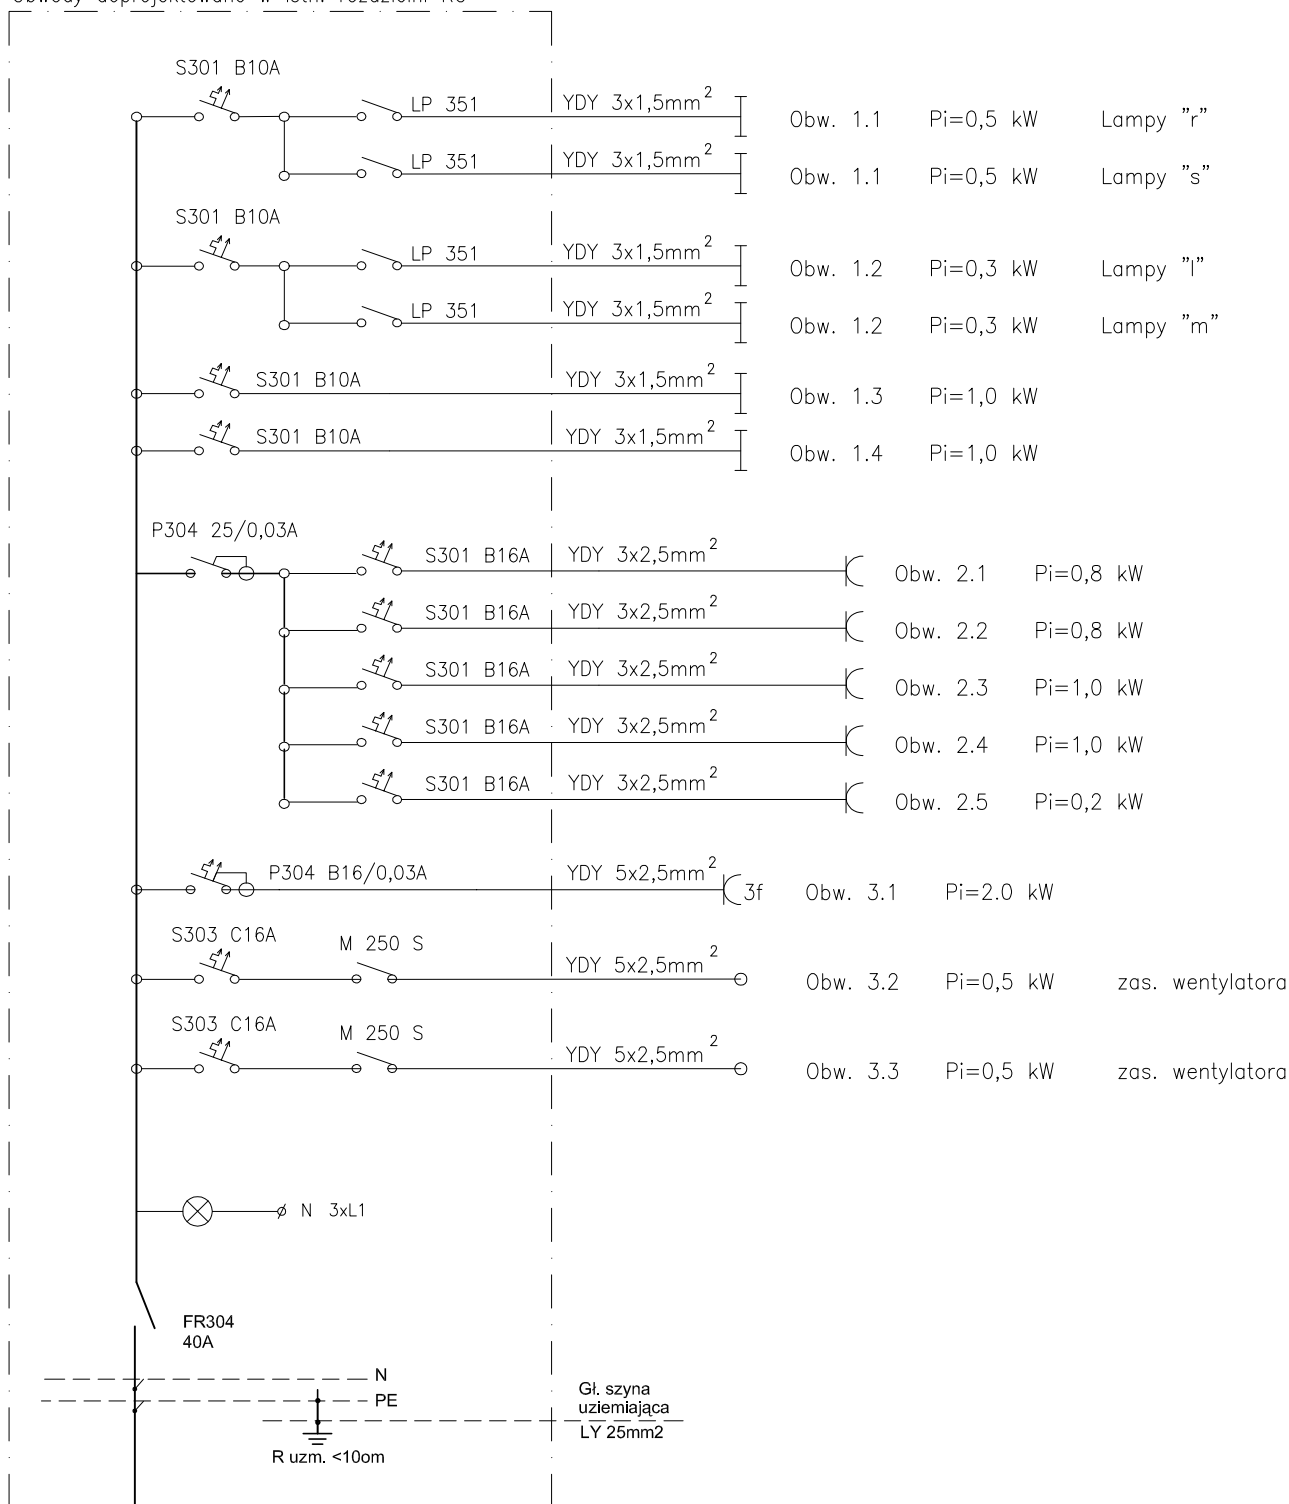 S301 B10A
LP 351 YDY 3x1,5mm² Obw. 1.1 Pi=0,5 kW Lampy "r"
LP 351 YDY 3x1,5mm² Obw. 1.1 Pi=0,5 kW Lampy "s"
S301 B10A
LP 351 YDY 3x1,5mm² Obw. 1.2 Pi=0,3 kW Lampy "l"
LP 351 YDY 3x1,5mm² Obw. 1.2 Pi=0,3 kW Lampy "m"
S301 B10A YDY 3x1,5mm² Obw. 1.3 Pi=1,0 kW
S301 B10A YDY 3x1,5mm² Obw. 1.4 Pi=1,0 kW
P304 25/0,03A
S301 B16A YDY 3x2,5mm² Obw. 2.1 Pi=0,8 kW
S301 B16A YDY 3x2,5mm² Obw. 2.2 Pi=0,8 kW
S301 B16A YDY 3x2,5mm² Obw. 2.3 Pi=1,0 kW
S301 B16A YDY 3x2,5mm² Obw. 2.4 Pi=1,0 kW
S301 B16A YDY 3x2,5mm² Obw. 2.5 Pi=0,2 kW
P304 B16/0,03A YDY 5x2,5mm² 3f Obw. 3.1 Pi=2.0 kW
S303 C16A M 250 S YDY 5x2,5mm² Obw. 3.2 Pi=0,5 kW zas. wentylatora
S303 C16A M 250 S YDY 5x2,5mm² Obw. 3.3 Pi=0,5 kW zas. wentylatora
N 3xL1
FR304
40A
N
PE
Gł. szyna
uziemiająca
LY 25mm2
R uzm. <10om